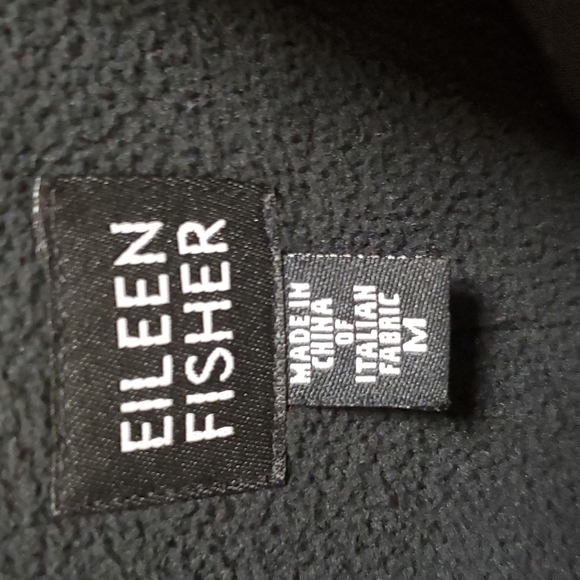 EILEEN
FISHER
MADE IN
CHINA
OF
ITALIAN
FABRIC
M